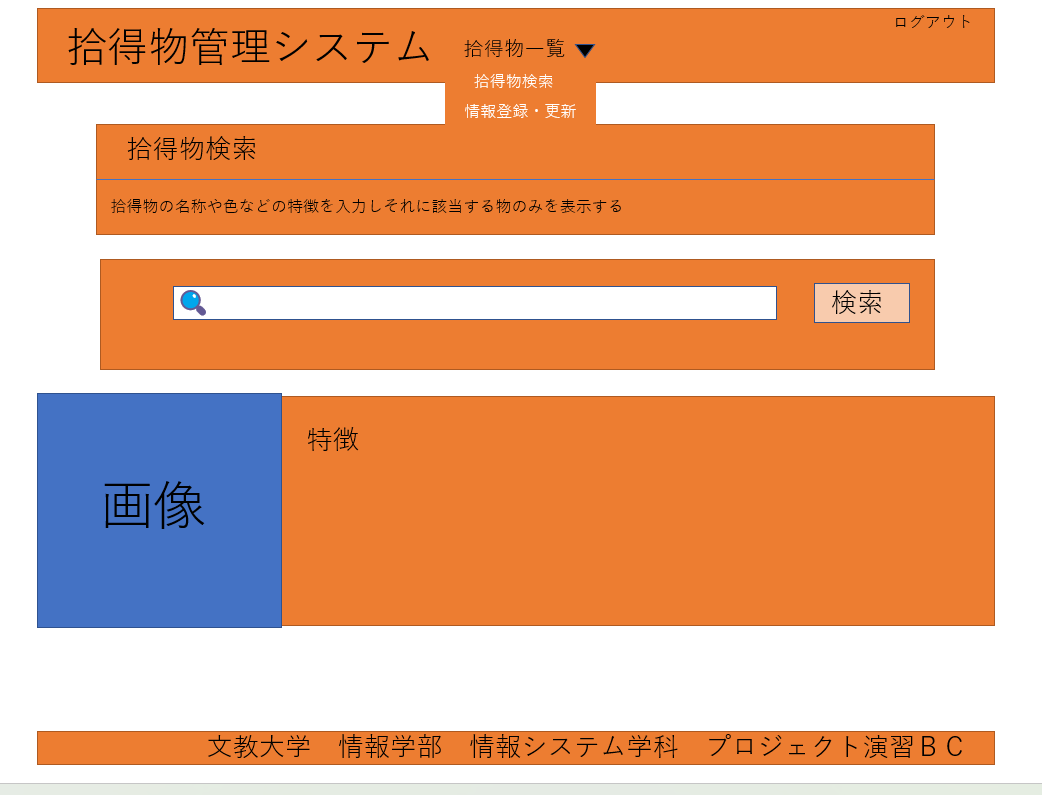 ログアウト
拾得物管理システム 拾得物一覧
拾得物検索
情報登録・更新
拾得物検索
拾得物の名称や色などの特徴を入力しそれに該当する物のみを表示する
検索
特徴
画像
文教大学 情報学部 情報システム学科 プロジェクト演習ＢＣ